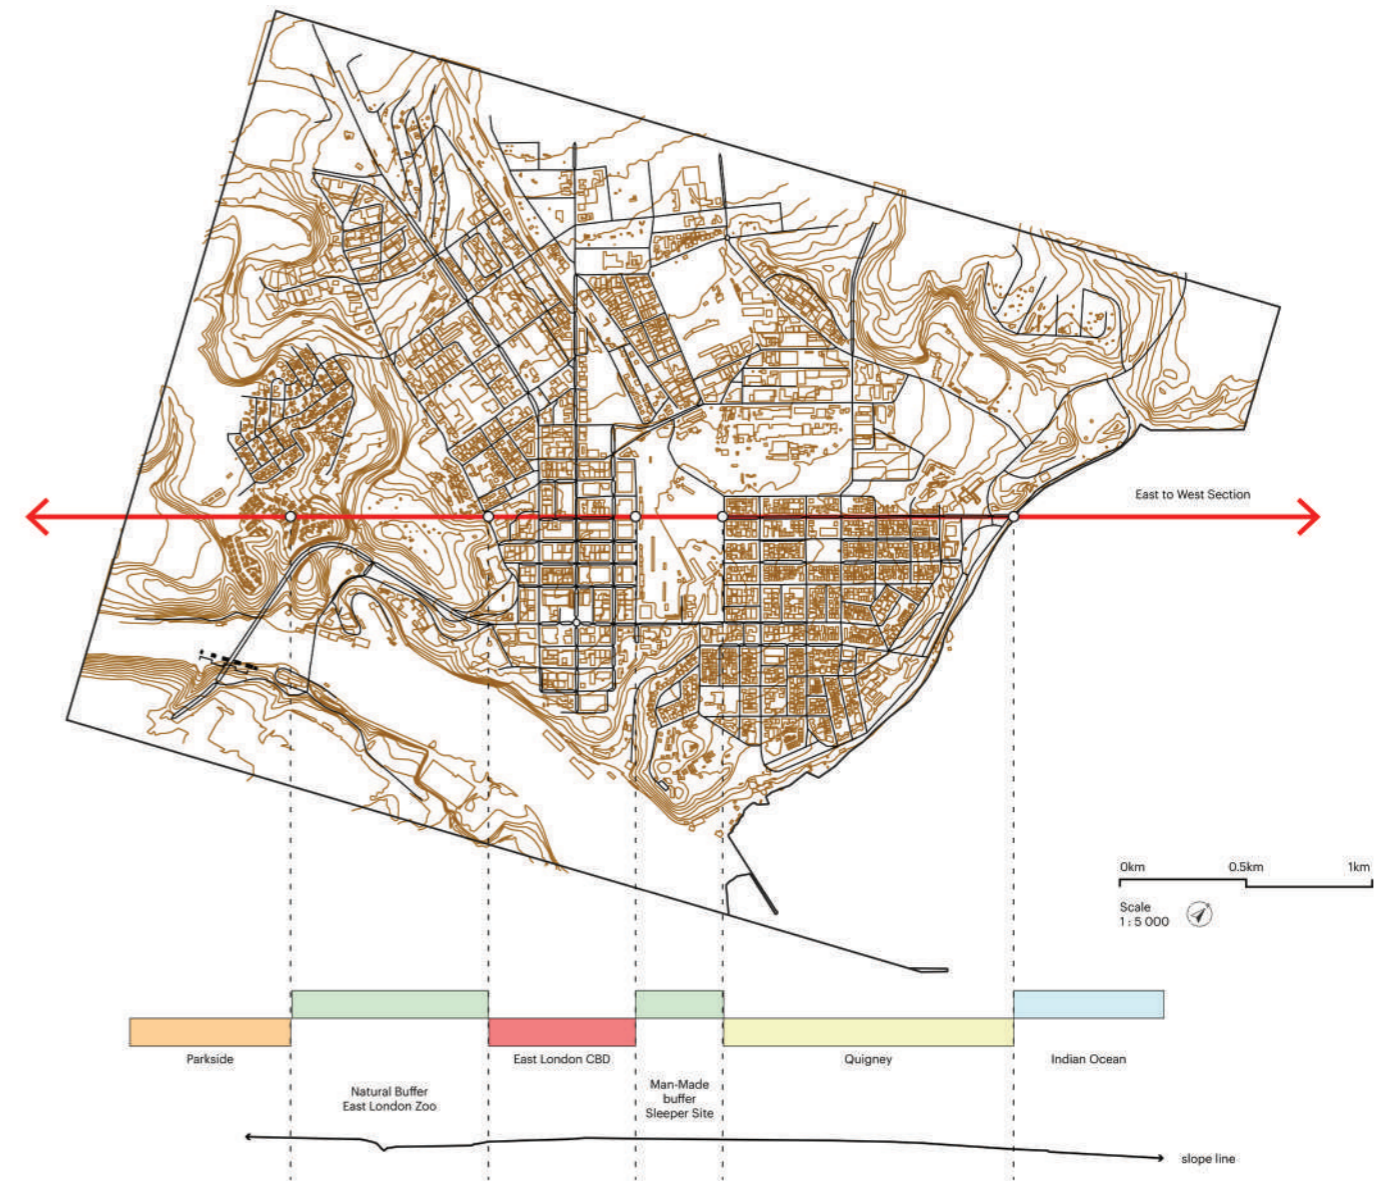 East to West Section
0km 0.5km 1km
Scale
1 : 5 000
Parkside
East London CBD
Quigney
Indian Ocean
Natural Buffer
East London Zoo
Man-Made
buffer
Sleeper Site
slope line